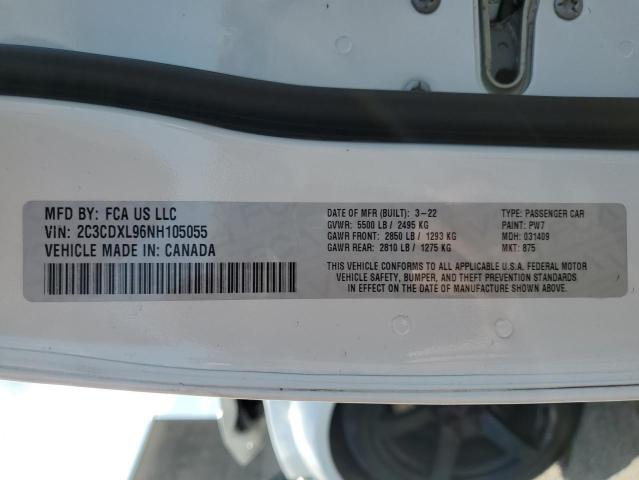 MFD BY: FCA US LLC
VIN: 2C3CDXL96NH105055
VEHICLE MADE IN: CANADA
DATE OF MFR (BUILT): 3-22
GVWR: 5500 LB / 2495 KG
GAWR FRONT: 2850 LB / 1293 KG
GAWR REAR: 2810 LB / 1275 KG
TYPE: PASSENGER CAR
PAINT: PW7
MDH: 031409
MKT: 875
THIS VEHICLE CONFORMS TO ALL APPLICABLE U.S.A. FEDERAL MOTOR
VEHICLE SAFETY, BUMPER, AND THEFT PREVENTION STANDARDS
IN EFFECT ON THE DATE OF MANUFACTURE SHOWN ABOVE